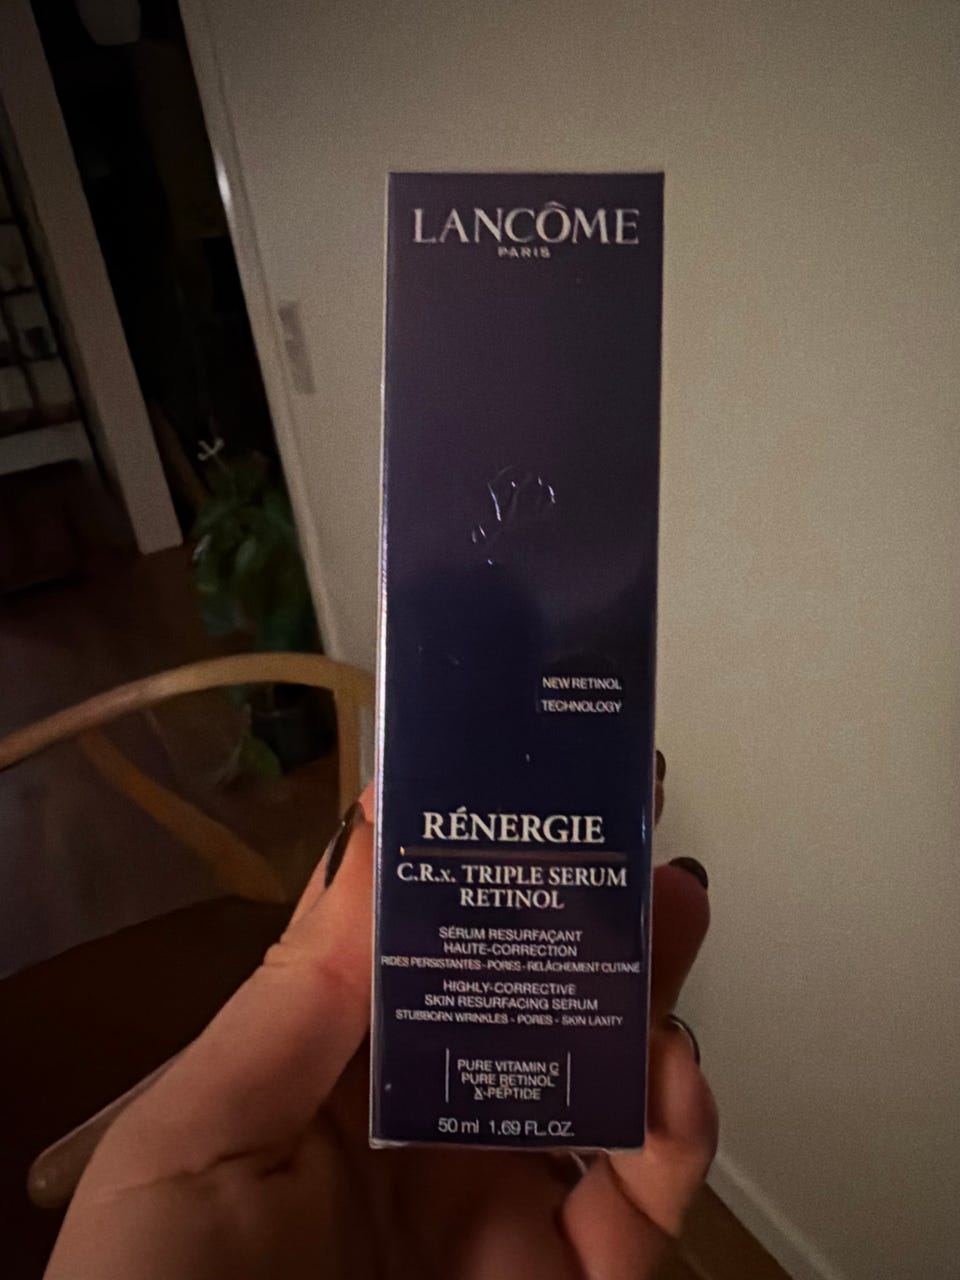 LANCÔME
PARIS
NEW RETINOL
TECHNOLOGY
RÉNERGIE
C.R.x. TRIPLE SERUM
RETINOL
SÉRUM RESURFAÇANT
HAUTE-CORRECTION
RIDES PERSISTANTES - PORES - RELÂCHEMENT CUTANÉ
HIGHLY-CORRECTIVE
SKIN RESURFACING SERUM
STUBBORN WRINKLES - PORES - SKIN LAXITY
PURE VITAMIN C
PURE RETINOL
X-PEPTIDE
50 ml 1.69 FL.OZ.